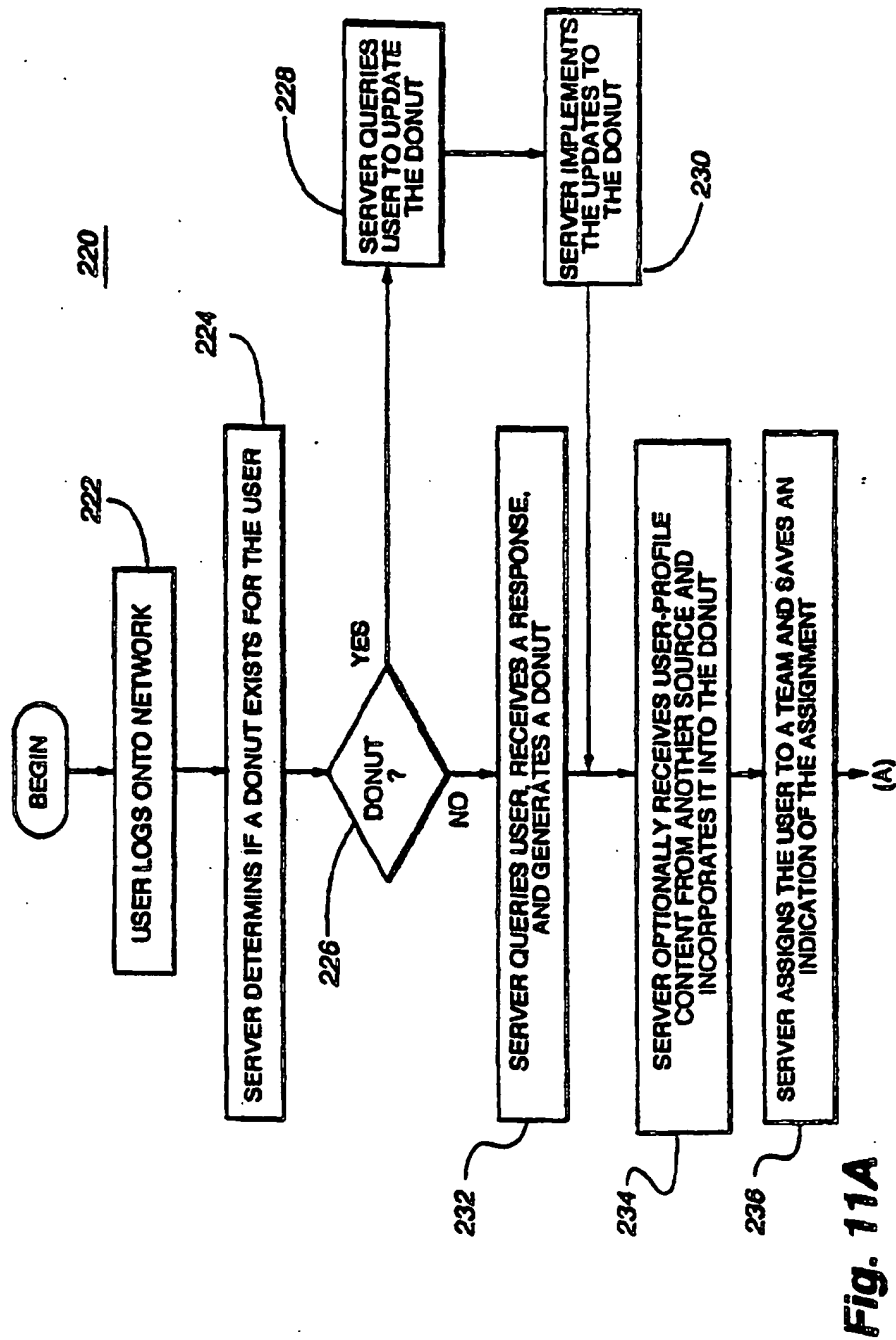 220
BEGIN
222
USER LOGS ONTO NETWORK
224
SERVER DETERMINS IF A DONUT EXISTS FOR THE USER
226
DONUT
?
YES
NO
228
SERVER QUERIES
USER TO UPDATE
THE DONUT
SERVER IMPLEMENTS
THE UPDATES TO
THE DONUT
230
232
SERVER QUERIES USER, RECEIVES A RESPONSE,
AND GENERATES A DONUT
234
SERVER OPTIONALLY RECEIVES USER-PROFILE
CONTENT FROM ANOTHER SOURCE AND
INCORPORATES IT INTO THE DONUT
236
SERVER ASSIGNS THE USER TO A TEAM AND SAVES AN
INDICATION OF THE ASSIGNMENT
(A)
Fig. 11A